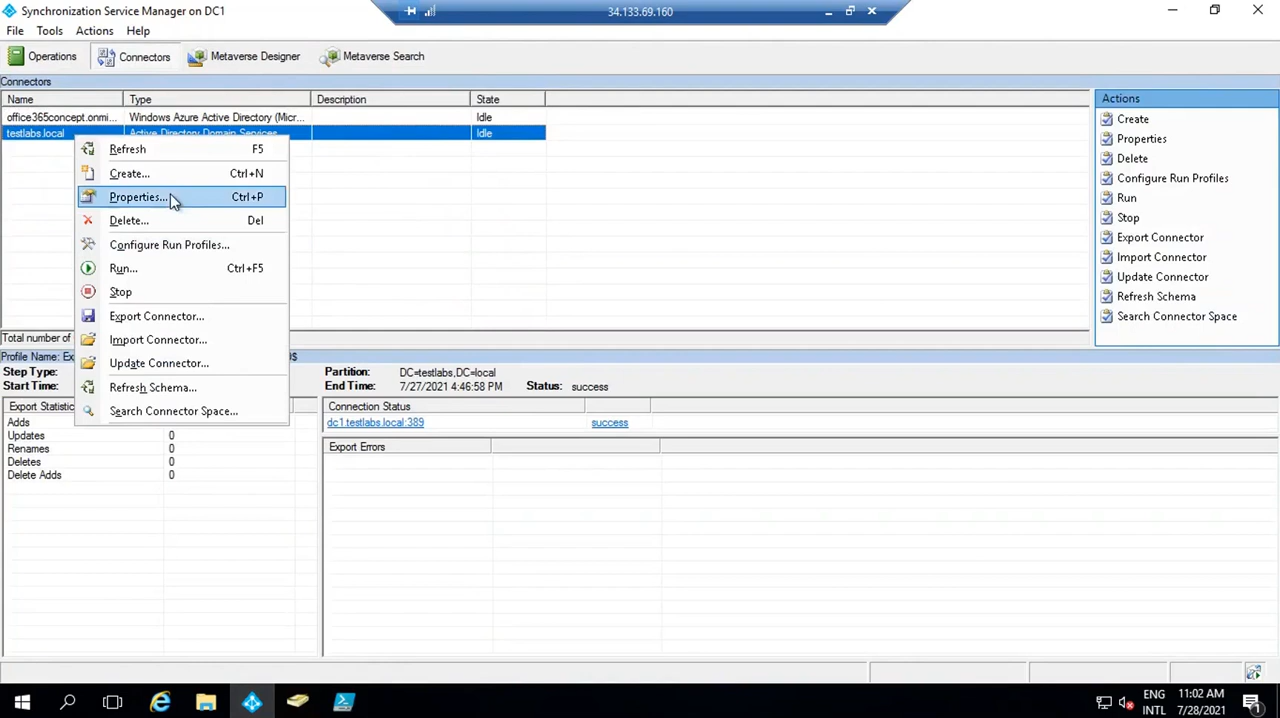 Synchronization Service Manager on DC1
34.133.69.160
File Tools Actions Help
Operations Connectors Metaverse Designer Metaverse Search
Connectors
Name Type Description State
office365concept.onmi... Windows Azure Active Directory (Micr... Idle
testlabs.local Active Directory Domain Services Idle
Refresh F5
Create... Ctrl+N
Properties... Ctrl+P
Delete... Del
Configure Run Profiles...
Run... Ctrl+F5
Stop
Export Connector...
Import Connector...
Update Connector...
Refresh Schema...
Search Connector Space...
Actions
Create
Properties
Delete
Configure Run Profiles
Run
Stop
Export Connector
Import Connector
Update Connector
Refresh Schema
Search Connector Space
Total number of
Profile Name: Ex
Step Type: Partition: DC=testlabs,DC=local
Start Time: End Time: 7/27/2021 4:46:58 PM Status: success
Export Statistic
Adds
Updates 0
Renames 0
Deletes 0
Delete Adds 0
Connection Status
dc1.testlabs.local:389 success
Export Errors
ENG
INTL
11:02 AM
7/28/2021
1